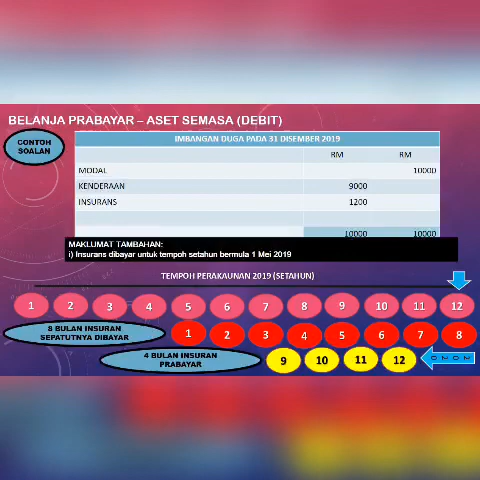 BELANJA PRABAYAR – ASET SEMASA (DEBIT)
CONTOH SOALAN
IMBANGAN DUGA PADA 31 DISEMBER 2019
RM RM
MODAL 10000
KENDERAAN 9000
INSURANS 1200
10000 10000
MAKLUMAT TAMBAHAN:
i) Insurans dibayar untuk tempoh setahun bermula 1 Mei 2019
TEMPOH PERAKAUNAN 2019 (SETAHUN)
1 2 3 4 5 6 7 8 9 10 11 12
8 BULAN INSURAN SEPATUTNYA DIBAYAR
1 2 3 4 5 6 7 8
4 BULAN INSURAN PRABAYAR
9 10 11 12